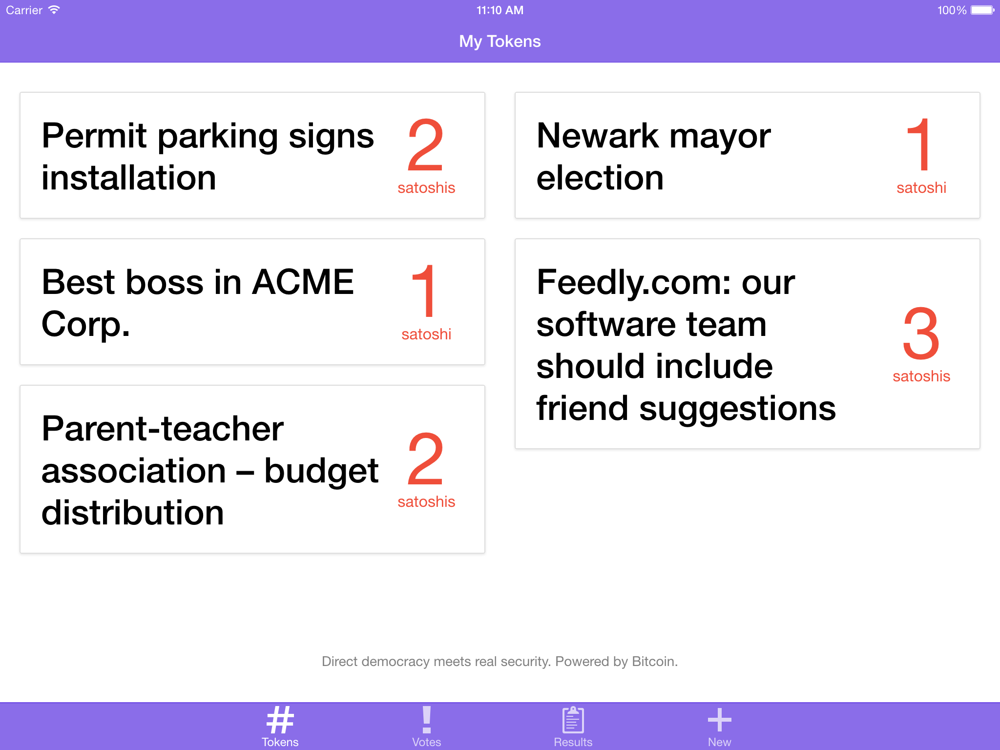 Carrier
11:10 AM
100%
My Tokens
Permit parking signs
installation
2
satoshis
Newark mayor
election
1
satoshi
Best boss in ACME
Corp.
1
satoshi
Feedly.com: our
software team
should include
friend suggestions
3
satoshis
Parent-teacher
association – budget
distribution
2
satoshis
Direct democracy meets real security. Powered by Bitcoin.
Tokens
Votes
Results
New